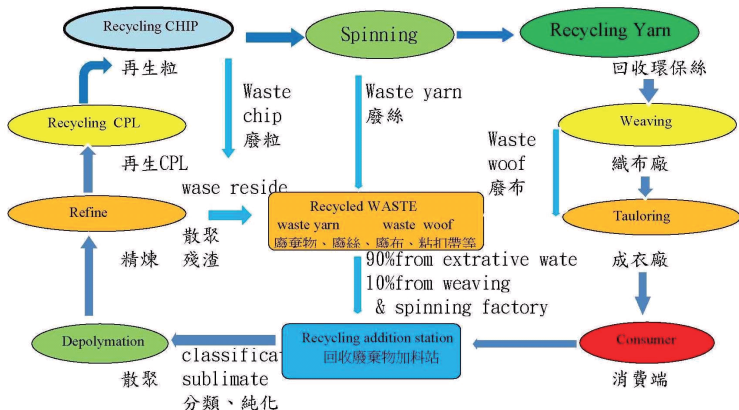 Recycling CHIP
Spinning
Recycling Yarn
再生粒
回收環保絲
Waste
chip
廢粒
Waste yarn
廢絲
Recycling CPL
Weaving
Waste
woof
廢布
再生CPL
織布廠
wase reside
Recycled WASTE
waste yarn waste woof
廢棄物、廢絲、廢布、粘扣帶等
Refine
Tauloring
散聚
殘渣
精煉
成衣廠
90%from extrative wate
10%from weaving
& spinning factory
Depolymation
classificat
sublimate
分類、純化
散聚
Recycling addition station
回收廢棄物加料站
Consumer
消費端